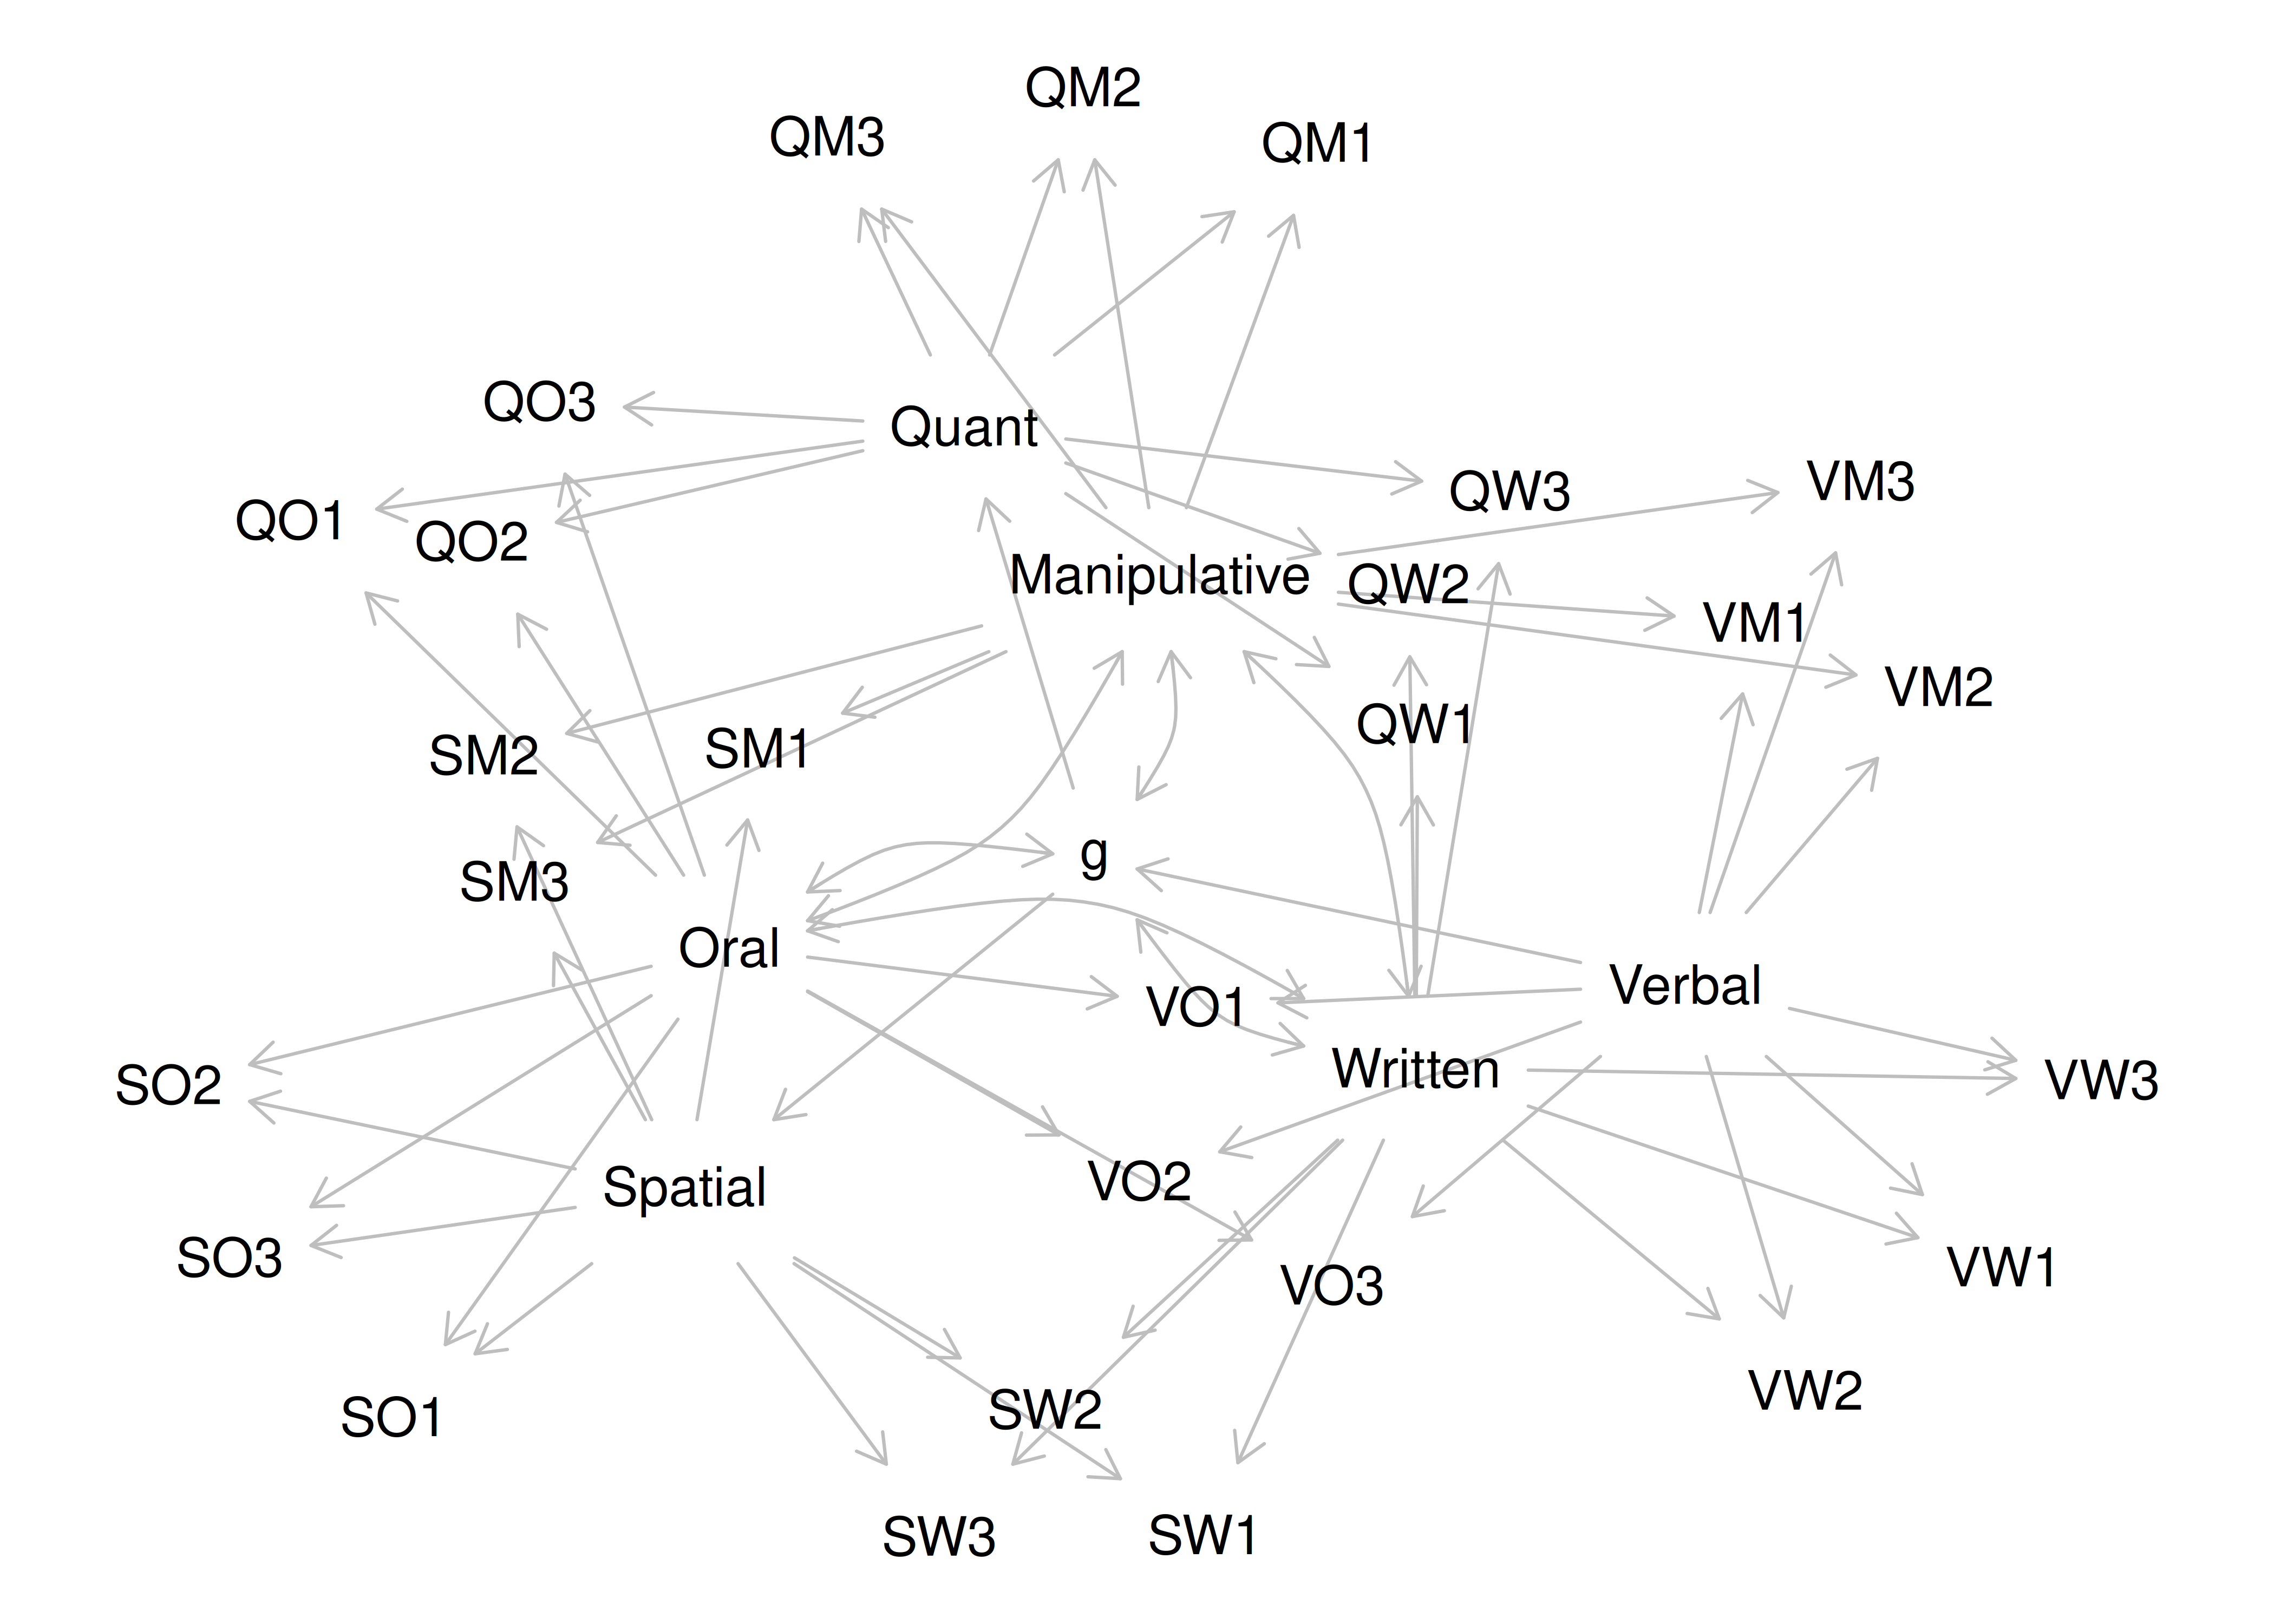 QM2
QM3
QM1
QO3
Quant
VM3
QW3
QO1
QO2
Manipulative
QW2
VM1
VM2
QW1
SM1
SM2
g
SM3
Oral
Verbal
VO1
Written
SO2
VW3
VO2
Spatial
SO3
VW1
VO3
VW2
SW2
SO1
SW3
SW1